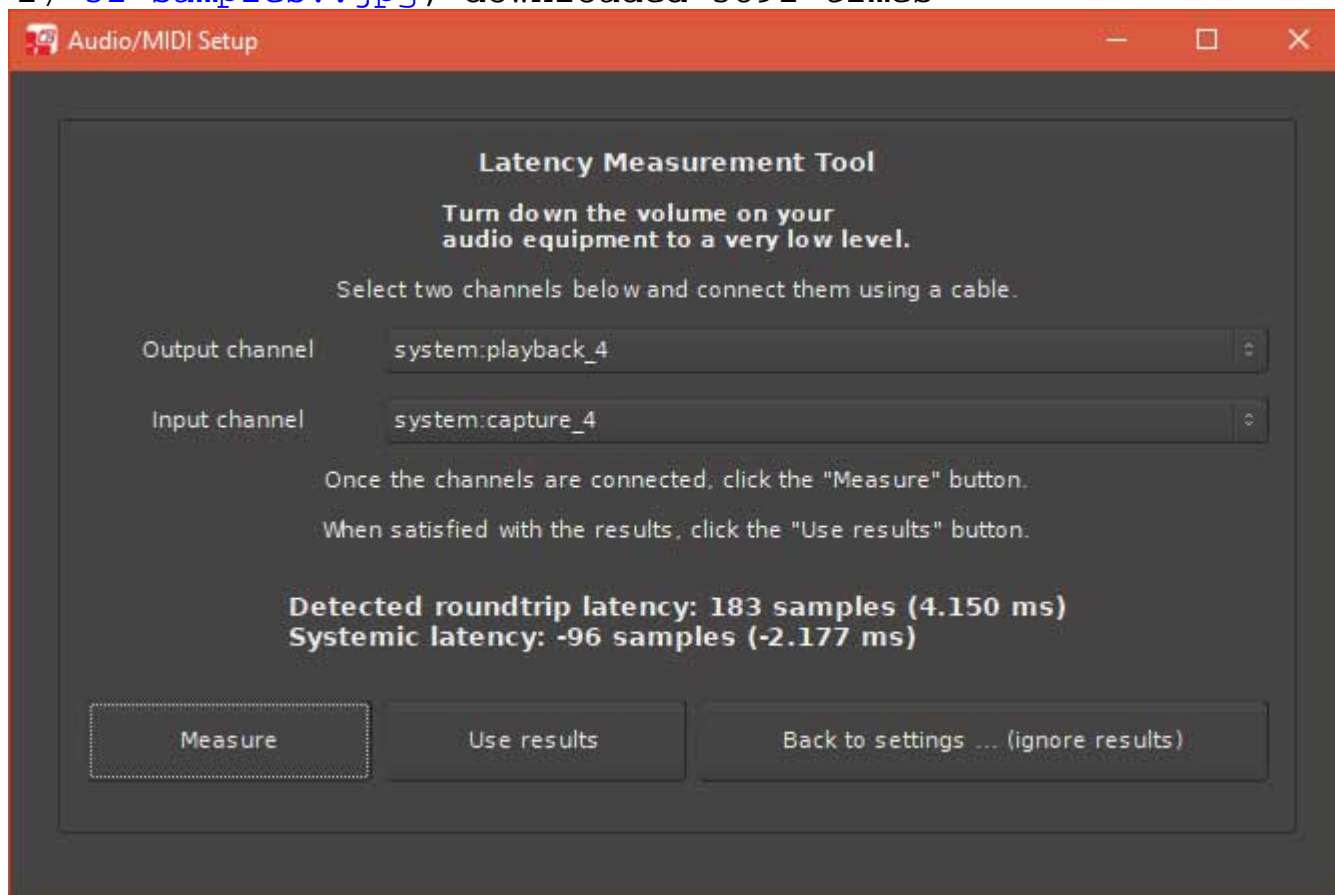 Audio/MIDI Setup
Latency Measurement Tool
Turn down the volume on your
audio equipment to a very low level.
Select two channels below and connect them using a cable.
Output channel system:playback_4
Input channel system:capture_4
Once the channels are connected, click the "Measure" button.
When satisfied with the results, click the "Use results" button.
Detected roundtrip latency: 183 samples (4.150 ms)
Systemic latency: -96 samples (-2.177 ms)
Measure Use results Back to settings ... (ignore results)